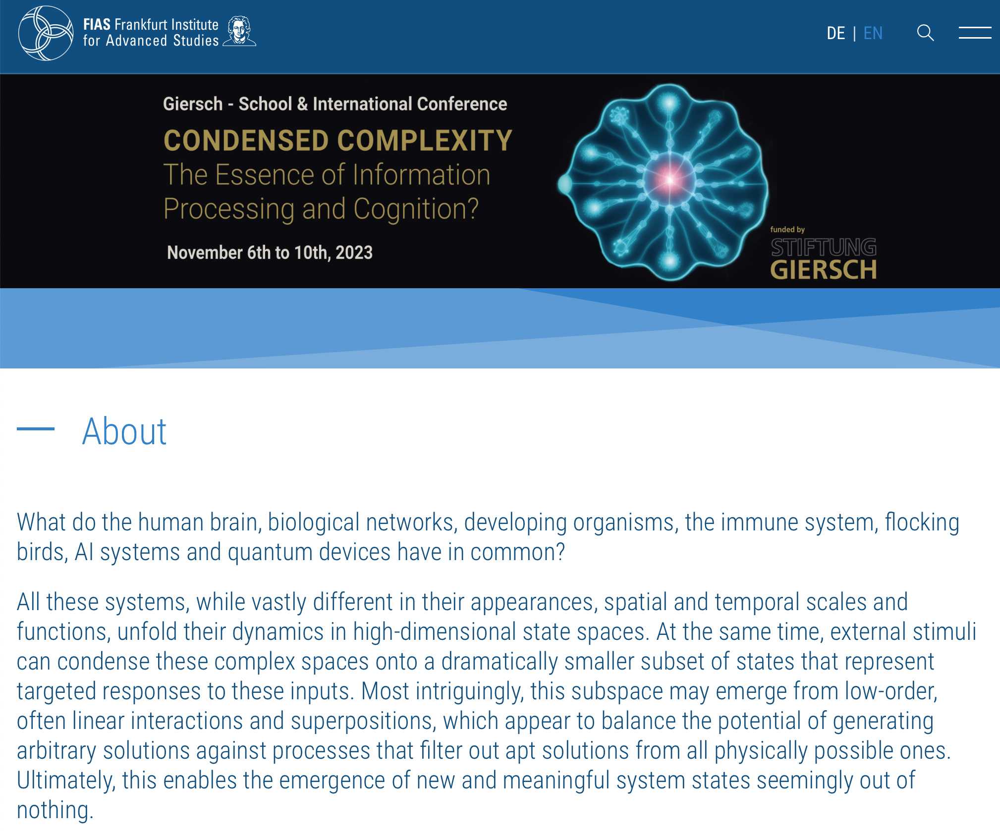 FIAS Frankfurt Institute
for Advanced Studies
DE | EN
Giersch - School & International Conference
CONDENSED COMPLEXITY
The Essence of Information
Processing and Cognition?
November 6th to 10th, 2023
funded by
STIFTUNG
GIERSCH
About
What do the human brain, biological networks, developing organisms, the immune system, flocking
birds, AI systems and quantum devices have in common?
All these systems, while vastly different in their appearances, spatial and temporal scales and
functions, unfold their dynamics in high-dimensional state spaces. At the same time, external stimuli
can condense these complex spaces onto a dramatically smaller subset of states that represent
targeted responses to these inputs. Most intriguingly, this subspace may emerge from low-order,
often linear interactions and superpositions, which appear to balance the potential of generating
arbitrary solutions against processes that filter out apt solutions from all physically possible ones.
Ultimately, this enables the emergence of new and meaningful system states seemingly out of
nothing.